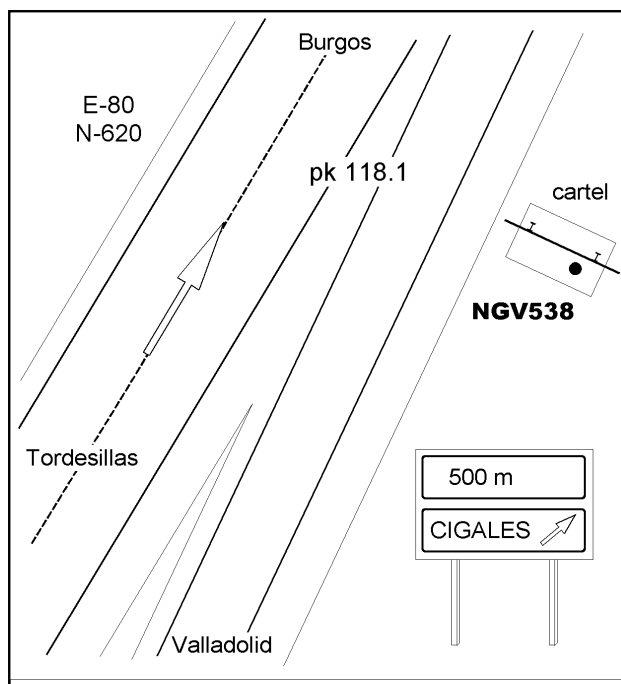 Burgos
E-80
N-620
pk 118.1
cartel
NGV538
Tordesillas
500 m
CIGALES
Valladolid